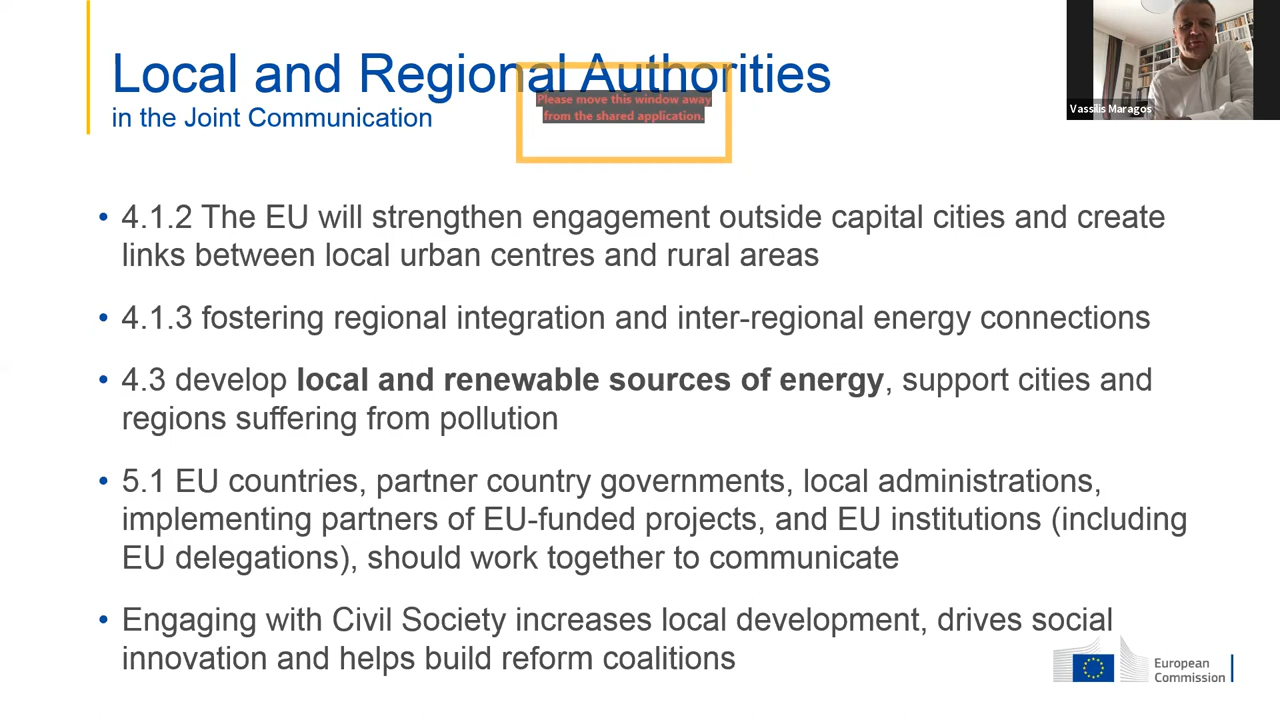 Local and Regional Authorities
in the Joint Communication
Please move this window away
from the shared application.
Vassilis Maragos
• 4.1.2 The EU will strengthen engagement outside capital cities and create
links between local urban centres and rural areas
• 4.1.3 fostering regional integration and inter-regional energy connections
• 4.3 develop local and renewable sources of energy, support cities and
regions suffering from pollution
• 5.1 EU countries, partner country governments, local administrations,
implementing partners of EU-funded projects, and EU institutions (including
EU delegations), should work together to communicate
• Engaging with Civil Society increases local development, drives social
innovation and helps build reform coalitions
European
Commission